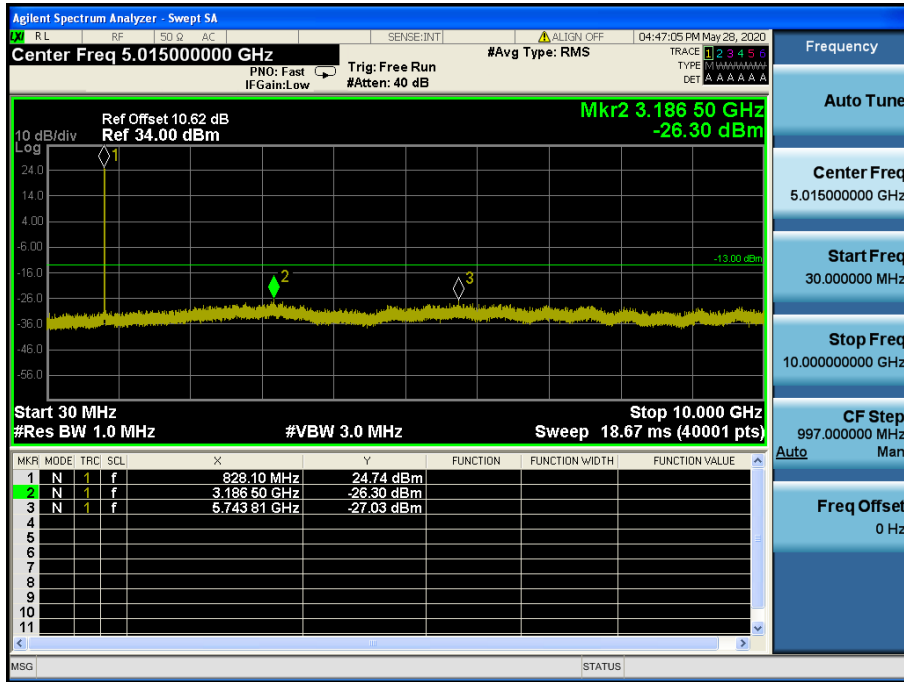 Agilent Spectrum Analyzer - Swept SA
LXI RL RF 50 Ω AC SENSE:INT ALIGN OFF 04:47:05 PM May 28, 2020
Center Freq 5.015000000 GHz #Avg Type: RMS TRACE 1 2 3 4 5 6
PNO: Fast Trig: Free Run TYPE M WWWWW
IFGain:Low #Atten: 40 dB DET A A A A A A
Mkr2 3.186 50 GHz
-26.30 dBm
Ref Offset 10.62 dB
10 dB/div Ref 34.00 dBm
Log
1
24.0
14.0
4.00
-6.00
-13.00 dBm
-16.0
2
3
-26.0
-36.0
-46.0
-56.0
Start 30 MHz Stop 10.000 GHz
#Res BW 1.0 MHz #VBW 3.0 MHz Sweep 18.67 ms (40001 pts)
MKR MODE TRC SCL X Y FUNCTION FUNCTION WIDTH FUNCTION VALUE
1 N 1 f 828.10 MHz 24.74 dBm
2 N 1 f 3.186 50 GHz -26.30 dBm
3 N 1 f 5.743 81 GHz -27.03 dBm
4
5
6
7
8
9
10
11
MSG STATUS
Frequency
Auto Tune
Center Freq
5.015000000 GHz
Start Freq
30.000000 MHz
Stop Freq
10.000000000 GHz
CF Step
997.000000 MHz
Auto Man
Freq Offset
0 Hz